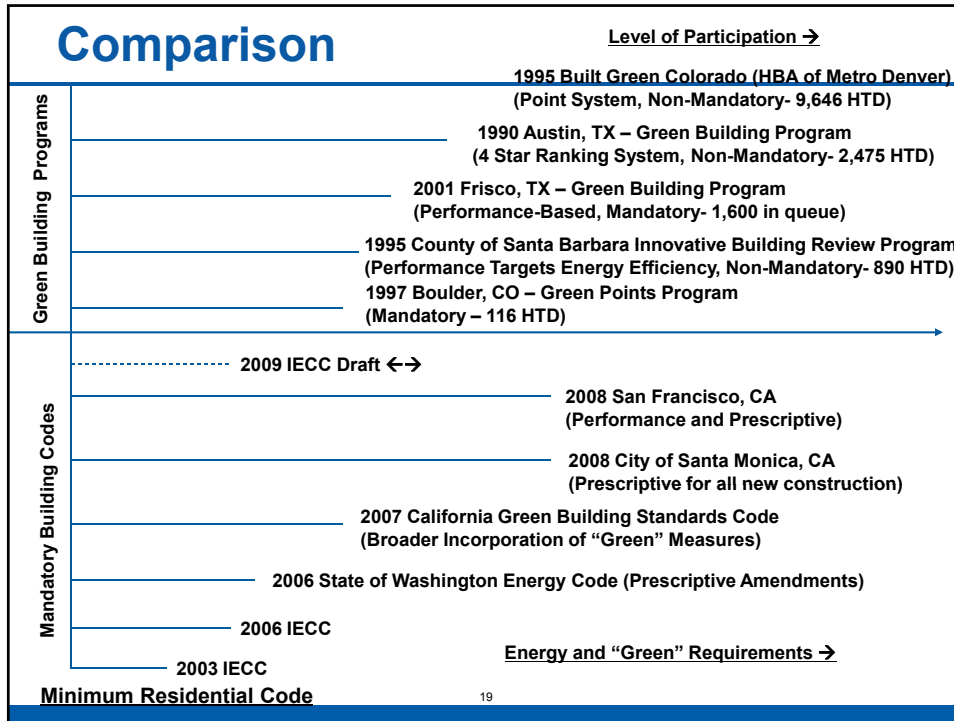 Comparison
Level of Participation →
Green Building Programs
1995 Built Green Colorado (HBA of Metro Denver)
(Point System, Non-Mandatory- 9,646 HTD)
1990 Austin, TX – Green Building Program
(4 Star Ranking System, Non-Mandatory- 2,475 HTD)
2001 Frisco, TX – Green Building Program
(Performance-Based, Mandatory- 1,600 in queue)
1995 County of Santa Barbara Innovative Building Review Program
(Performance Targets Energy Efficiency, Non-Mandatory- 890 HTD)
1997 Boulder, CO – Green Points Program
(Mandatory – 116 HTD)
Mandatory Building Codes
2009 IECC Draft ←→
2008 San Francisco, CA
(Performance and Prescriptive)
2008 City of Santa Monica, CA
(Prescriptive for all new construction)
2007 California Green Building Standards Code
(Broader Incorporation of “Green” Measures)
2006 State of Washington Energy Code (Prescriptive Amendments)
2006 IECC
Energy and “Green” Requirements →
2003 IECC
Minimum Residential Code
19